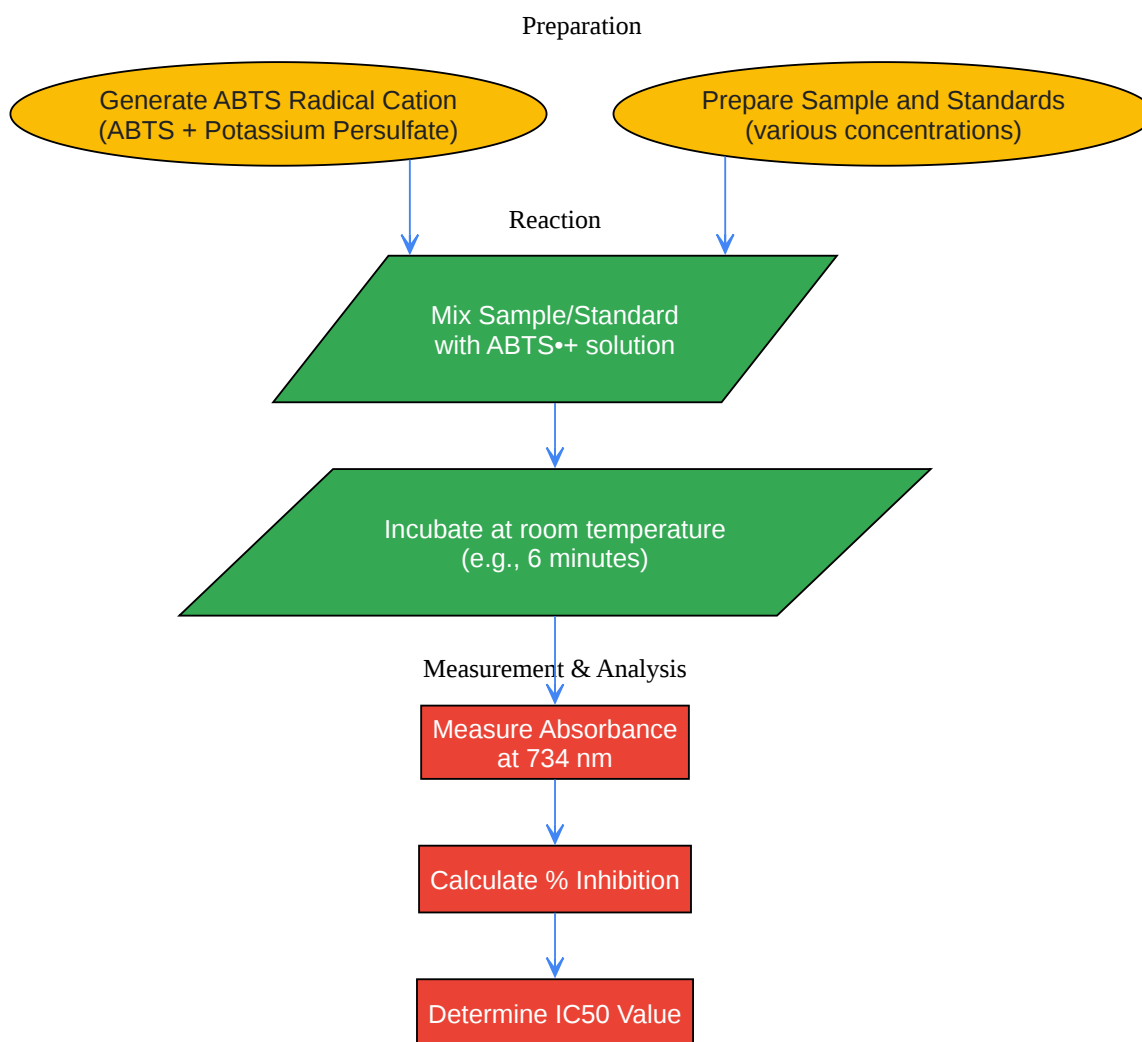 Preparation
Generate ABTS Radical Cation
(ABTS + Potassium Persulfate)
Prepare Sample and Standards
(various concentrations)
Reaction
Mix Sample/Standard
with ABTS•+ solution
Incubate at room temperature
(e.g., 6 minutes)
Measurement & Analysis
Measure Absorbance
at 734 nm
Calculate % Inhibition
Determine IC50 Value